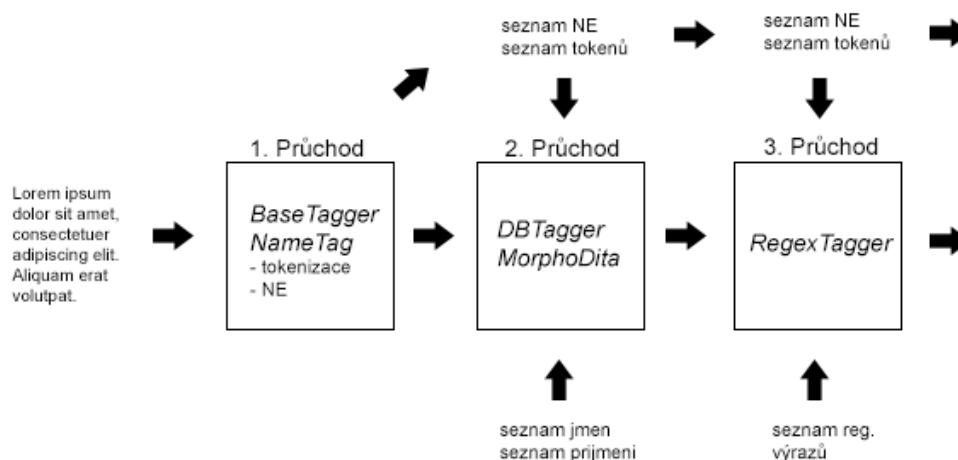 seznam NE
seznam tokenů
seznam NE
seznam tokenů
1. Průchod
2. Průchod
3. Průchod
Lorem ipsum
dolor sit amet,
consectetuer
adipiscing elit.
Aliquam erat
volutpat.
BaseTagger
NameTag
- tokenizace
- NE
DBTagger
MorphoDita
RegexTagger
seznam jmen
seznam prijmeni
seznam reg.
výrazů